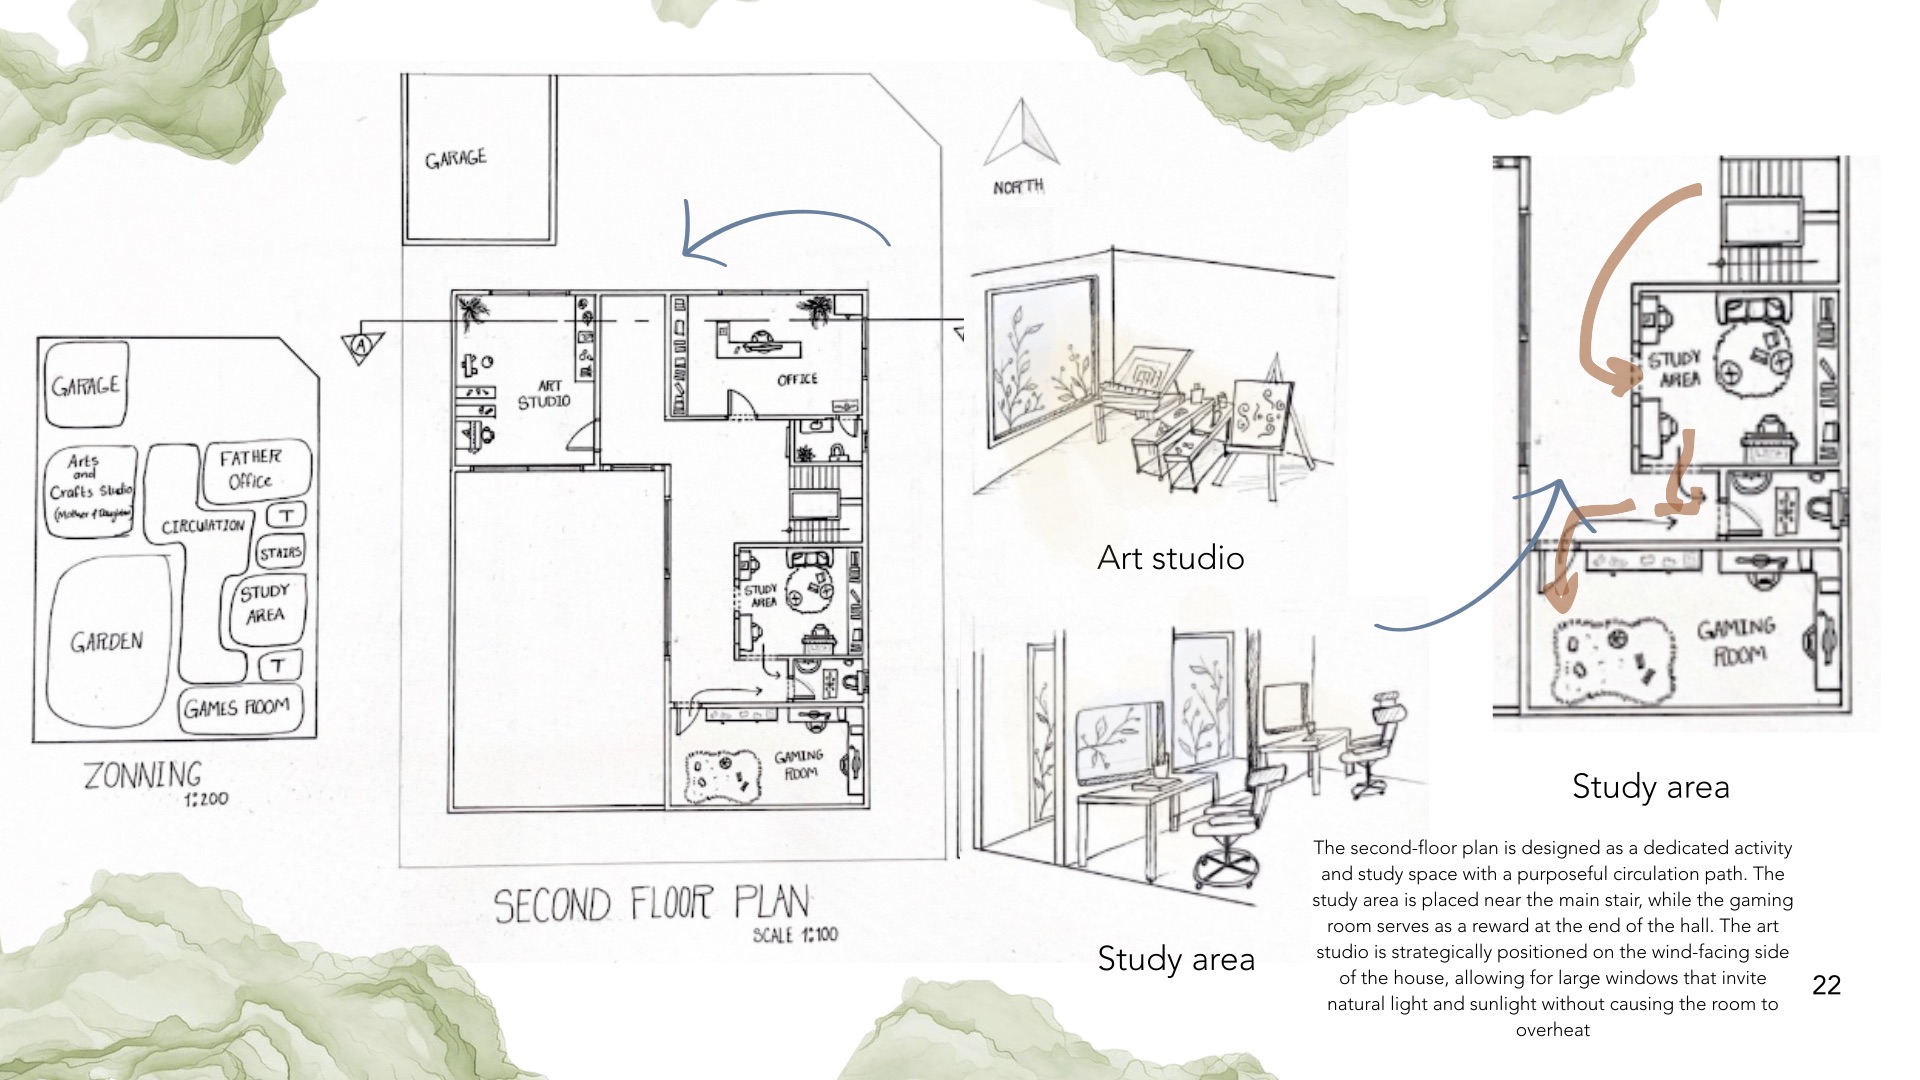 GARAGE
Arts
and
Crafts Studio
(Mother & Daughter)
FATHER
Office
CIRCULATION
T
STAIRS
STUDY
AREA
GARDEN
T
GAMES ROOM
ZONNING
1:200
GARAGE
A
ART
STUDIO
OFFICE
STUDY
AREA
GAMING
ROOM
SECOND FLOOR PLAN
SCALE 1:100
NORTH
Art studio
Study area
STUDY
AREA
GAMING
ROOM
Study area
The second-floor plan is designed as a dedicated activity
and study space with a purposeful circulation path. The
study area is placed near the main stair, while the gaming
room serves as a reward at the end of the hall. The art
studio is strategically positioned on the wind-facing side
of the house, allowing for large windows that invite
natural light and sunlight without causing the room to
overheat
22